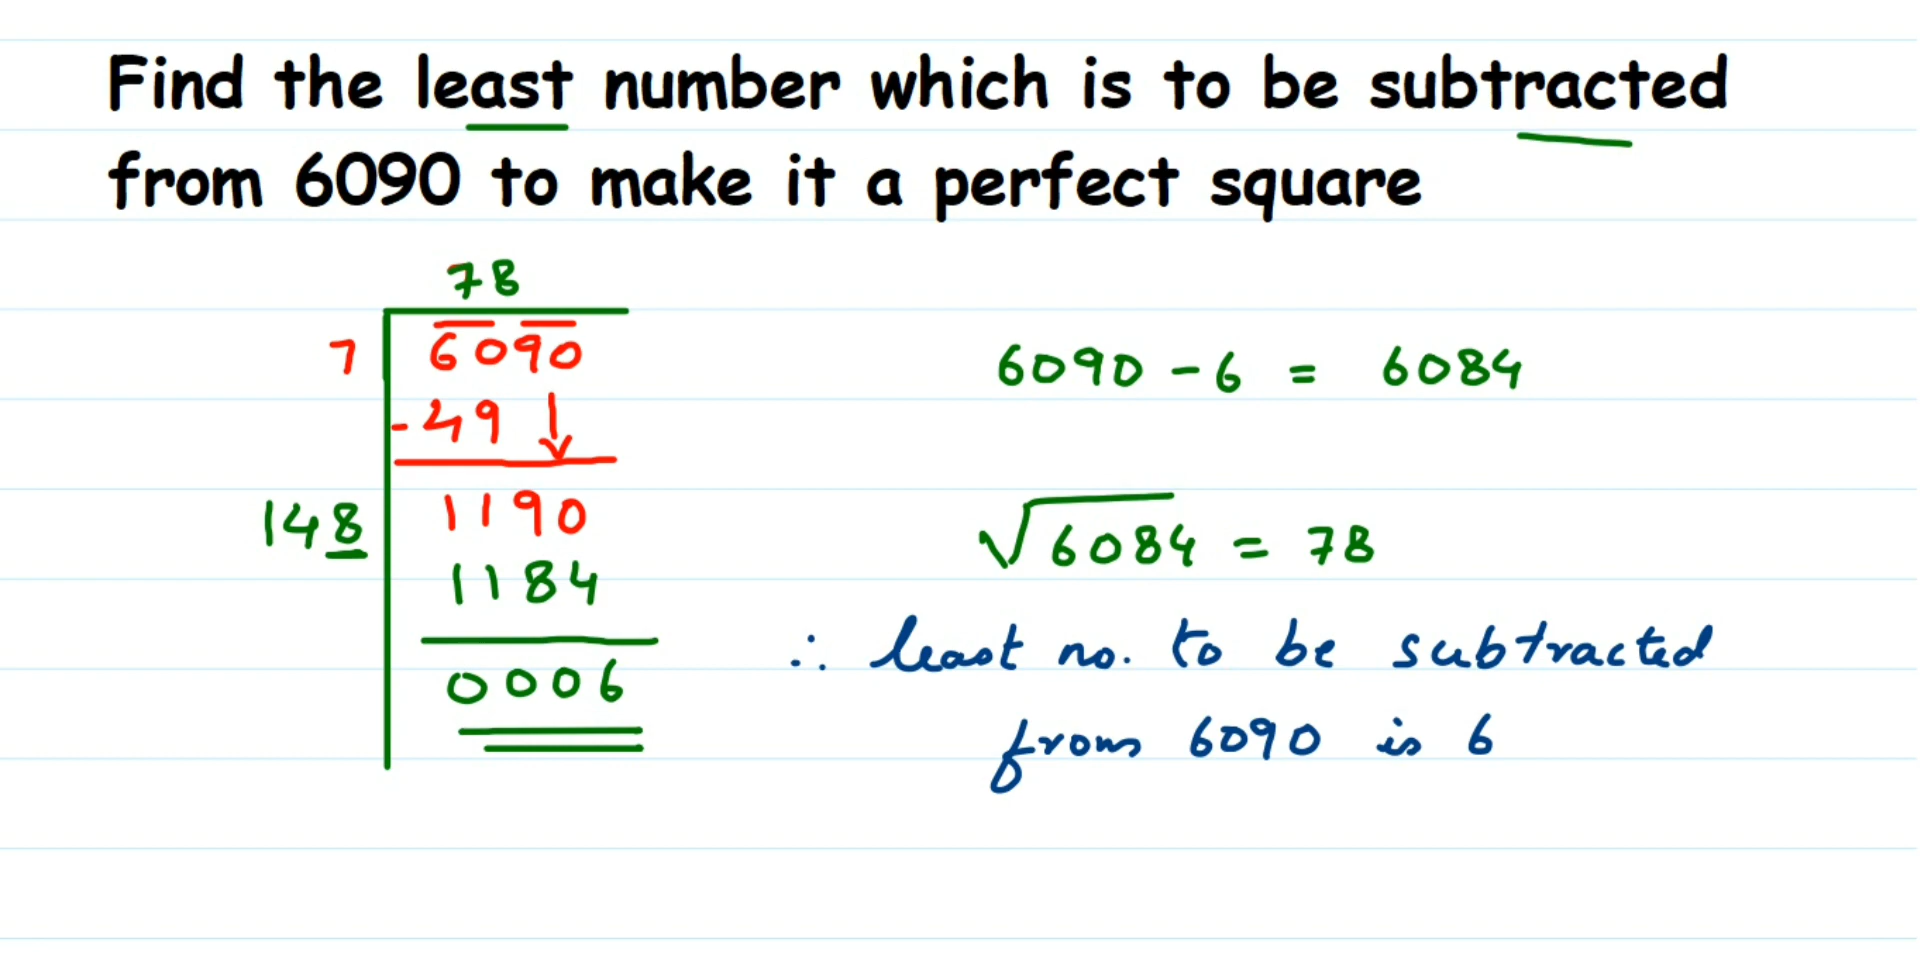 Find the least number which is to be subtracted
from 6090 to make it a perfect square
78
7 6090
-49
148 1190
1184
0006
6090 - 6 = 6084
√6084 = 78
∴ least no. to be subtracted
from 6090 is 6